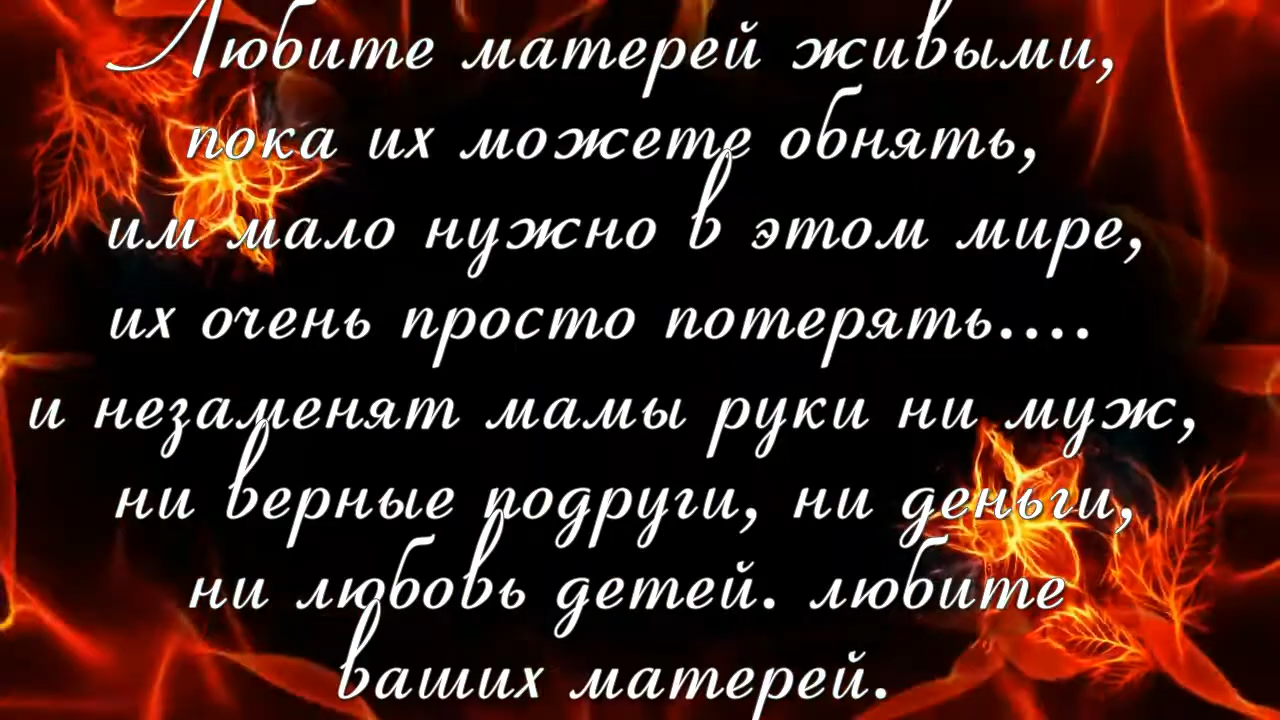 Любите матерей живыми,
пока их можете обнять,
им мало нужно в этом мире,
их очень просто потерять....
и незаменят мамы руки ни муж,
ни верные подруги, ни деньги,
ни любовь детей. любите
ваших матерей.